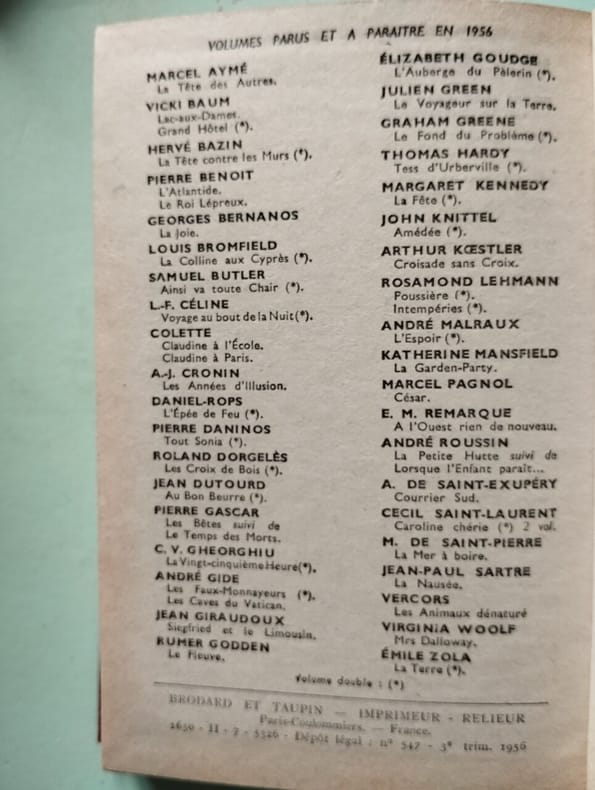 VOLUMES PARUS ET A PARAITRE EN 1956
MARCEL AYMÉ
La Tête des Autres.
VICKI BAUM
Lac-aux-Dames.
Grand Hôtel (*).
HERVÉ BAZIN
La Tête contre les Murs (*).
PIERRE BENOIT
L'Atlantide.
Le Roi Lépreux.
GEORGES BERNANOS
La Joie.
LOUIS BROMFIELD
La Colline aux Cyprès (*).
SAMUEL BUTLER
Ainsi va toute Chair (*).
L.-F. CÉLINE
Voyage au bout de la Nuit (*).
COLETTE
Claudine à l'École.
Claudine à Paris.
A.-J. CRONIN
Les Années d'Illusion.
DANIEL-ROPS
L'Épée de Feu (*).
PIERRE DANINOS
Tout Sonia (*).
ROLAND DORGELÈS
Les Croix de Bois (*).
JEAN DUTOURD
Au Bon Beurre (*).
PIERRE GASCAR
Les Bêtes suivi de
Le Temps des Morts.
C. V. GHEORGHIU
La Vingt-cinquième Heure (*).
ANDRÉ GIDE
Les Faux-Monnayeurs (*).
Les Caves du Vatican.
JEAN GIRAUDOUX
Siegfried et le Limousin.
RUMER GODDEN
Le Fleuve.
ÉLIZABETH GOUDGE
L'Auberge du Pèlerin (*).
JULIEN GREEN
Le Voyageur sur la Terre.
GRAHAM GREENE
Le Fond du Problème (*).
THOMAS HARDY
Tess d'Urberville (*).
MARGARET KENNEDY
La Fête (*).
JOHN KNITTEL
Amédée (*).
ARTHUR KŒSTLER
Croisade sans Croix.
ROSAMOND LEHMANN
Poussière (*).
Intempéries (*).
ANDRÉ MALRAUX
L'Espoir (*).
KATHERINE MANSFIELD
La Garden-Party.
MARCEL PAGNOL
César.
E. M. REMARQUE
A l'Ouest rien de nouveau.
ANDRÉ ROUSSIN
La Petite Hutte suivi de
Lorsque l'Enfant paraît...
A. DE SAINT-EXUPÉRY
Courrier Sud.
CECIL SAINT-LAURENT
Caroline chérie (*) 2 vol.
M. DE SAINT-PIERRE
La Mer à boire.
JEAN-PAUL SARTRE
La Nausée.
VERCORS
Les Animaux dénaturé
VIRGINIA WOOLF
Mrs Dalloway.
ÉMILE ZOLA
La Terre (*).
Volume double : (*)
BRODARD ET TAUPIN — IMPRIMEUR - RELIEUR
Paris-Coulommiers. — France.
1650 - II - 7 - 5526 - Dépôt légal : nº 547 - 3ᵉ trim. 1956